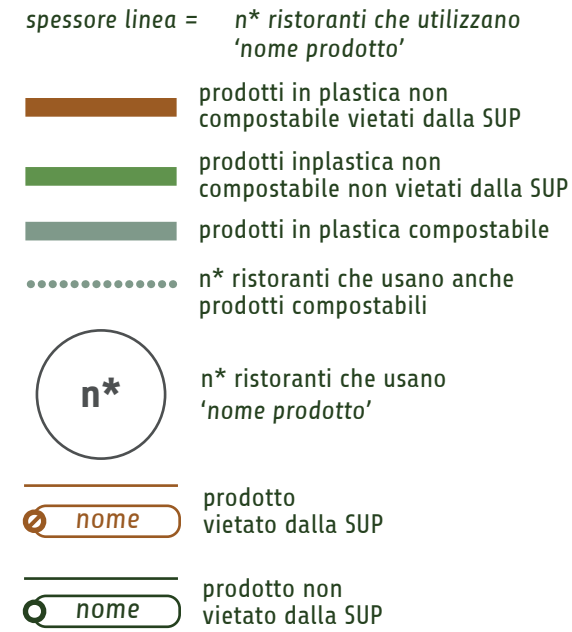 spessore linea = n* ristoranti che utilizzano
'nome prodotto'
prodotti in plastica non
compostabile vietati dalla SUP
prodotti inplastica non
compostabile non vietati dalla SUP
prodotti in plastica compostabile
n* ristoranti che usano anche
prodotti compostabili
n*
n* ristoranti che usano
'nome prodotto'
nome
prodotto
vietato dalla SUP
nome
prodotto non
vietato dalla SUP